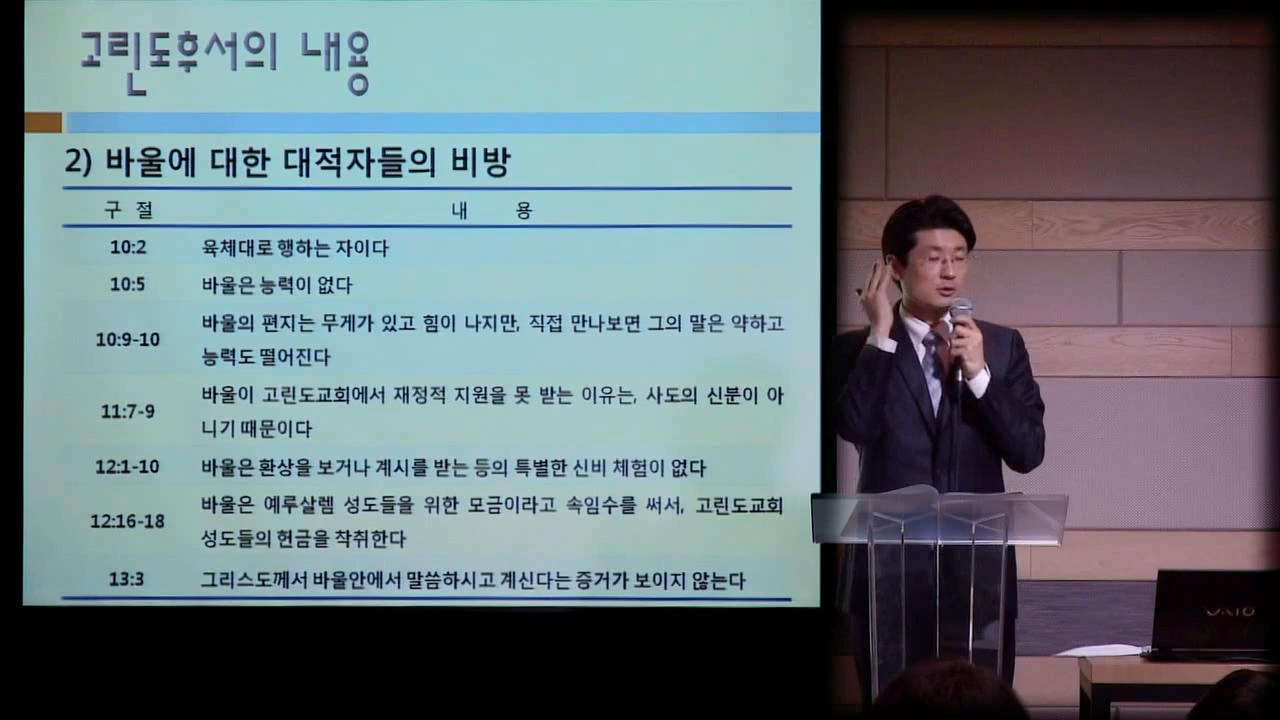 고린도후서의 내용
2) 바울에 대한 대적자들의 비방
구 절 내 용
10:2 육체대로 행하는 자이다
10:5 바울은 능력이 없다
10:9-10 바울의 편지는 무게가 있고 힘이 나지만, 직접 만나보면 그의 말은 약하고
능력도 떨어진다
11:7-9 바울이 고린도교회에서 재정적 지원을 못 받는 이유는, 사도의 신분이 아
니기 때문이다
12:1-10 바울은 환상을 보거나 계시를 받는 등의 특별한 신비 체험이 없다
12:16-18 바울은 예루살렘 성도들을 위한 모금이라고 속임수를 써서, 고린도교회
성도들의 헌금을 착취한다
13:3 그리스도께서 바울안에서 말씀하시고 계신다는 증거가 보이지 않는다
VAIO